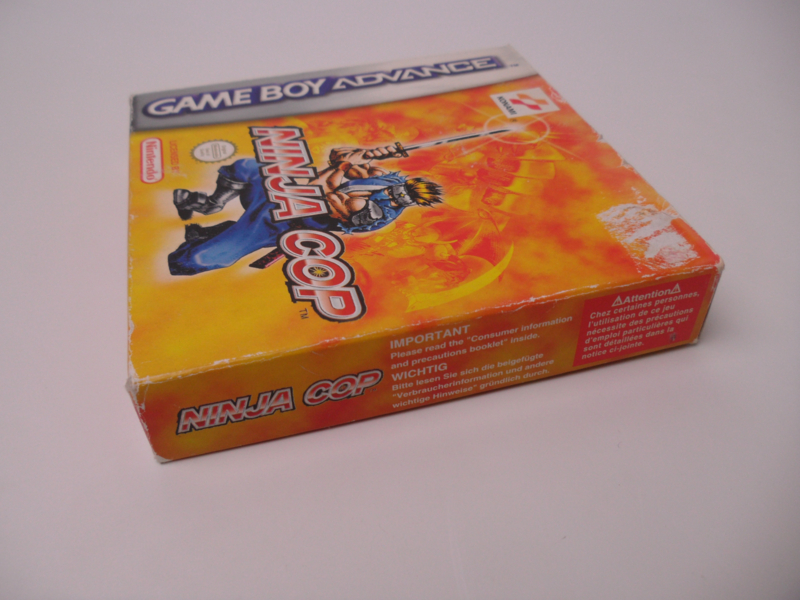 GAME BOY ADVANCE
KONAMI
Nintendo
NINJA COP
TM
NINJA COP
IMPORTANT
Please read the "Consumer information
and precautions booklet" inside.
WICHTIG
Bitte lesen Sie sich die beigefügte
"Verbraucherinformation und andere
wichtige Hinweise" gründlich durch.
Attention
Chez certaines personnes,
l'utilisation de ce jeu
nécessite des précautions
d'emploi particulières qui
sont détaillées dans la
notice ci-jointe.